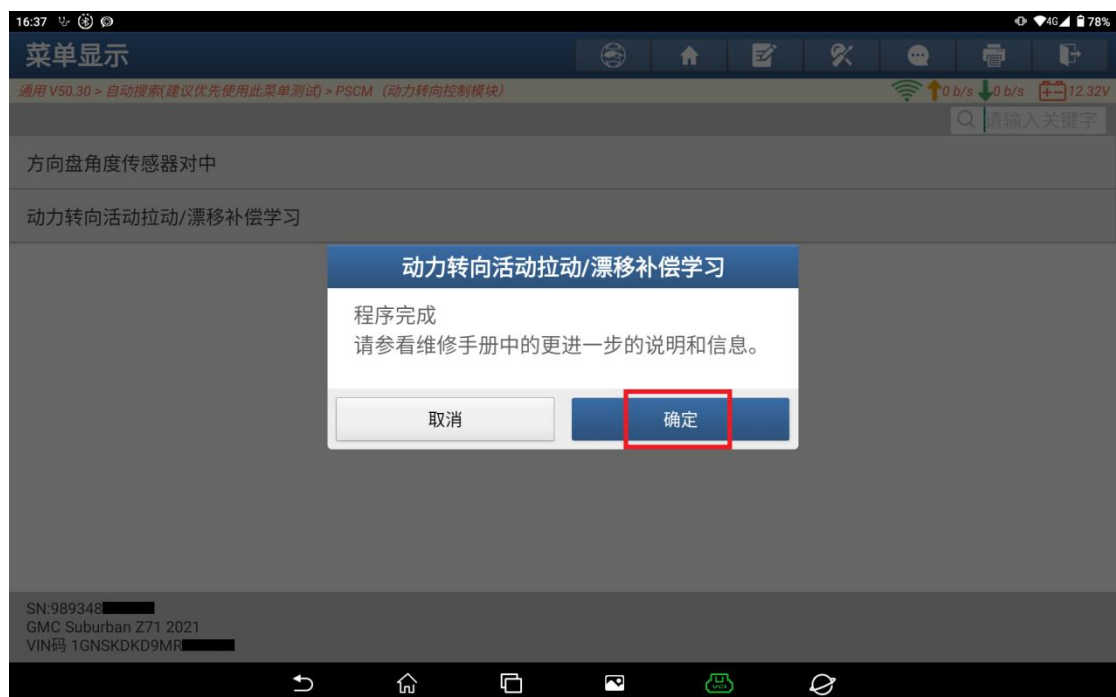 16:37
4G 78%
菜单显示
通用 V50.30 > 自动搜索(建议优先使用此菜单测试) > PSCM（动力转向控制模块）
0 b/s 0 b/s 12.32V
请输入关键字
方向盘角度传感器对中
动力转向活动拉动/漂移补偿学习
动力转向活动拉动/漂移补偿学习
程序完成
请参看维修手册中的更进一步的说明和信息。
取消 确定
SN:989348
GMC Suburban Z71 2021
VIN码 1GNSKDKD9MR
VCI